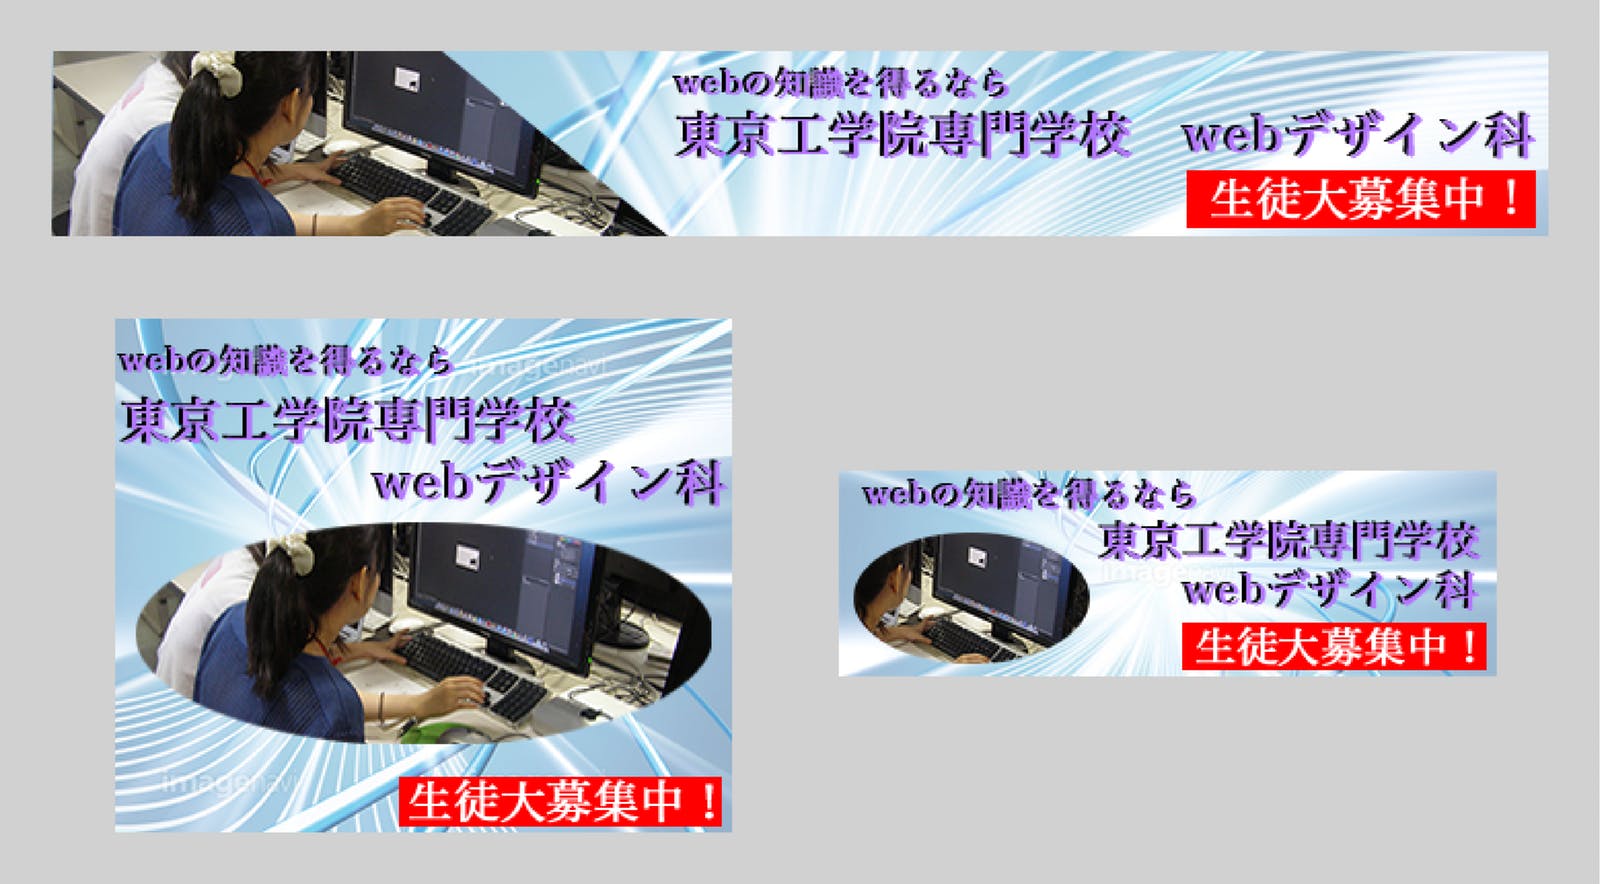 webの知識を得るなら
東京工学院専門学校　webデザイン科
生徒大募集中！
webの知識を得るなら
imagenavi
東京工学院専門学校
webデザイン科
imagenavi
生徒大募集中！
webの知識を得るなら
東京工学院専門学校
webデザイン科
生徒大募集中！